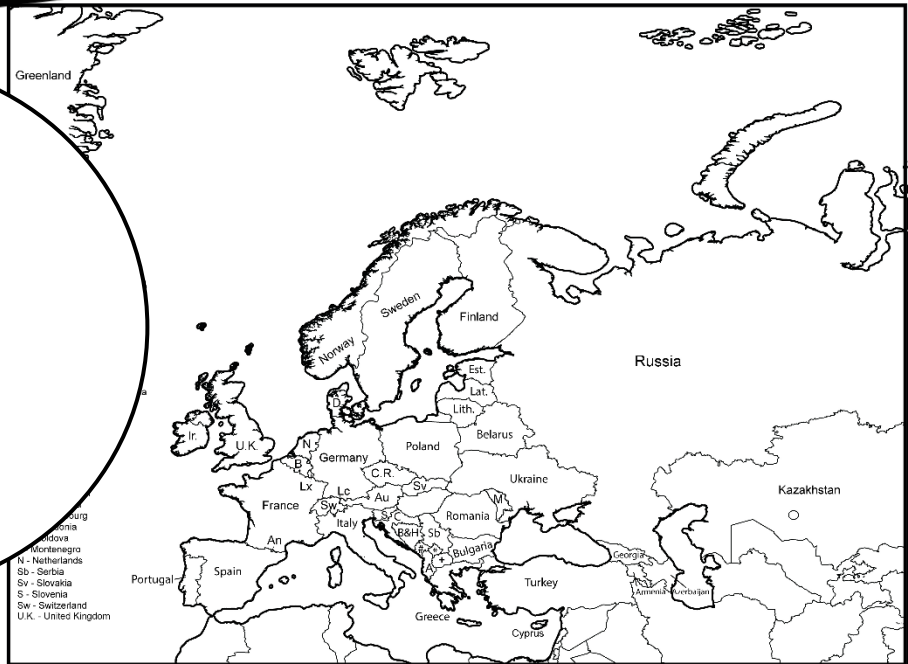 Greenland
Sweden
Finland
Norway
Russia
Est.
Lat.
Lith.
D.
Ir.
U.K.
N
B
Germany
Poland
Belarus
Lx
C.R.
Ukraine
Kazakhstan
Lc
Sv
Au
France
Sw
Italy
S
C
B&H
Sb
Romania
M
An
Bulgaria
A
Georgia
Armenia
Azerbaijan
Portugal
Spain
Turkey
Greece
Cyprus
Montenegro
N - Netherlands
Sb - Serbia
Sv - Slovakia
S - Slovenia
Sw - Switzerland
U.K. - United Kingdom